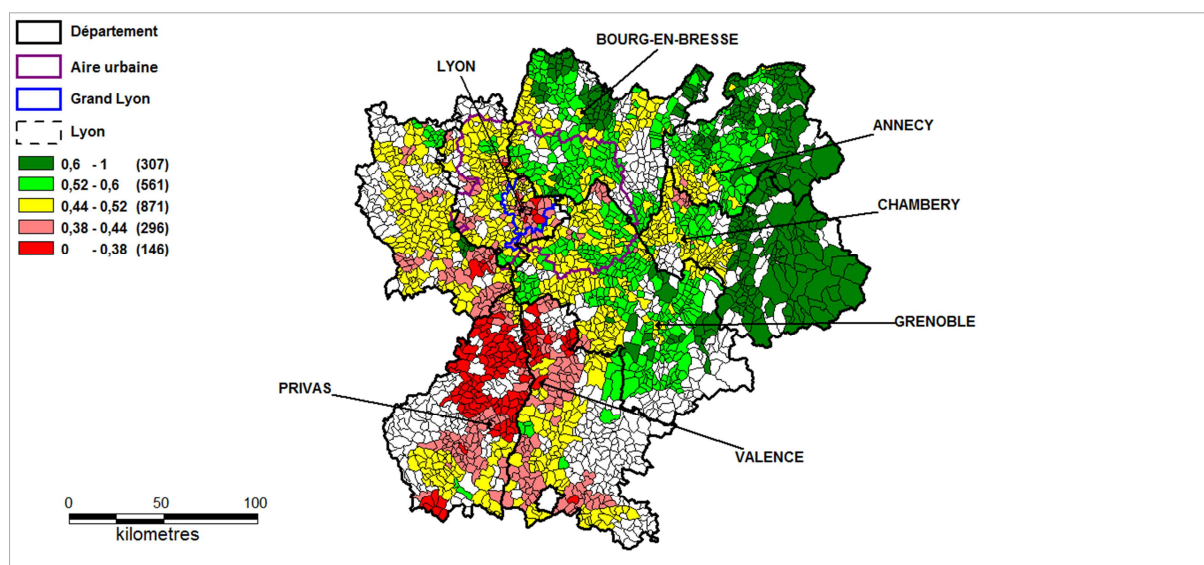 Département
Aire urbaine
Grand Lyon
Lyon
0,6 - 1 (307)
0,52 - 0,6 (561)
0,44 - 0,52 (871)
0,38 - 0,44 (296)
0 - 0,38 (146)
BOURG-EN-BRESSE
LYON
ANNECY
CHAMBERY
GRENOBLE
PRIVAS
VALENCE
0 50 100
kilometres